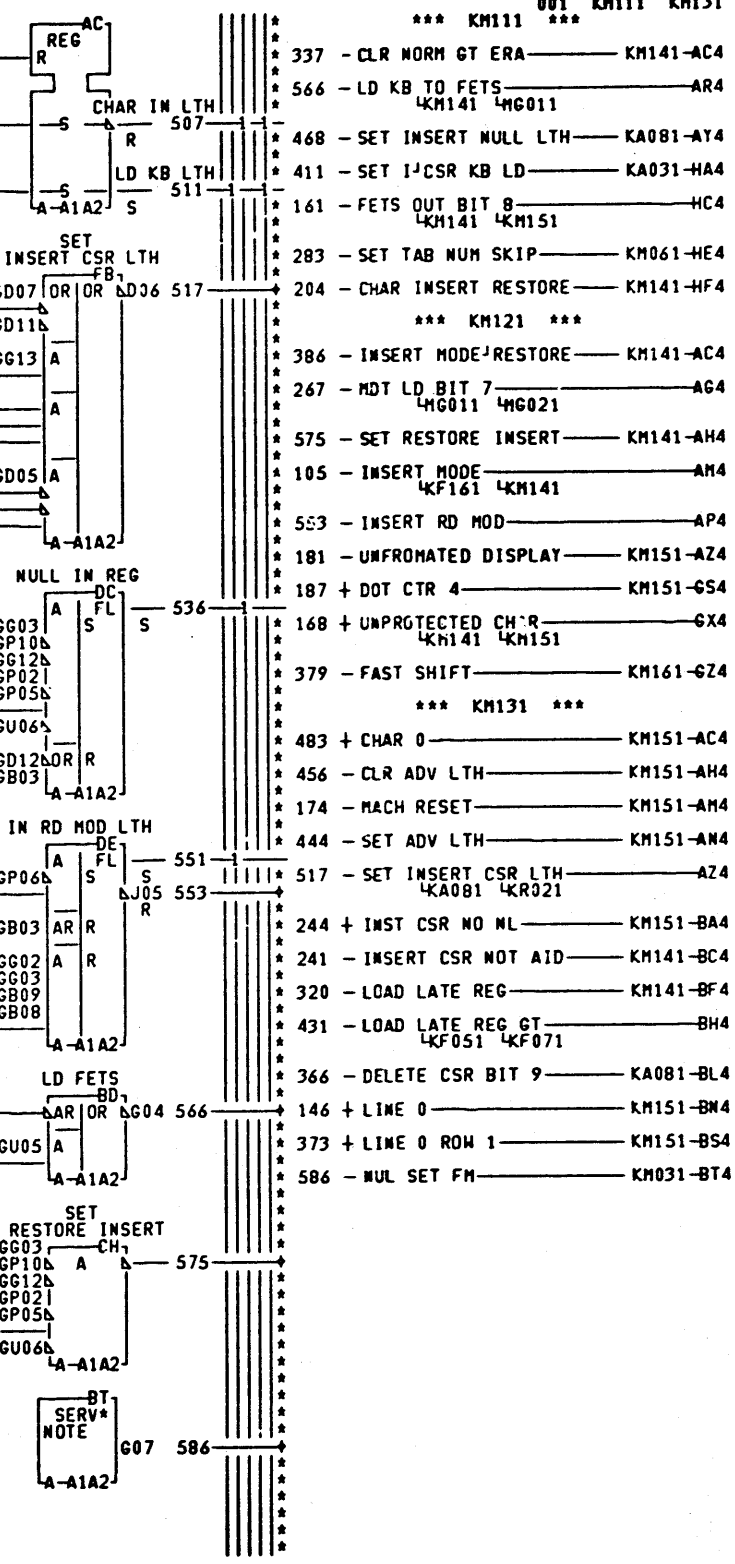 001 KM111 KM131
*** KM111 ***
337 - CLR NORM GT ERA KM141-AC4
566 - LD KB TO FETS AR4
KM141 MG011
468 - SET INSERT NULL LTH KA081-AY4
411 - SET I CSR KB LD KA031-HA4
161 - FETS OUT BIT 8 HC4
KM141 KM151
283 - SET TAB NUM SKIP KM061-HE4
204 - CHAR INSERT RESTORE KM141-HF4
*** KM121 ***
386 - INSERT MODE RESTORE KM141-AC4
267 - MDT LD BIT 7 AG4
MG011 MG021
575 - SET RESTORE INSERT KM141-AH4
105 - INSERT MODE AM4
KF161 KM141
553 - INSERT RD MOD AP4
181 - UNFROMATED DISPLAY KM151-AZ4
187 + DOT CTR 4 KM151-GS4
168 + UNPROTECTED GX4
KM141 KM151
379 - FAST SHIFT KM161-GZ4
*** KM131 ***
483 + CHAR 0 KM151-AC4
456 - CLR ADV LTH KM151-AH4
174 - MACH RESET KM151-AM4
444 - SET ADV LTH KM151-AN4
517 - SET INSERT CSR LTH AZ4
KA081 KR021
244 + INST CSR NO NL KM151-BA4
241 - INSERT CSR NOT AID KM141-BC4
320 - LOAD LATE REG KM141-BF4
431 - LOAD LATE REG GT BH4
KF051 KF071
366 - DELETE CSR BIT 9 KA081-BL4
146 + LINE 0 KM151-BN4
373 + LINE 0 ROW 1 KM151-BS4
586 - NUL SET FM KM031-BT4
AC
REG
R
CHAR IN LTH
S 507 1 1
R
LD KB LTH
S S 511 1 1
A-A1A2 S
SET
INSERT CSR LTH
FB
GD07 OR OR D06 517
GD11
GG13 A
A
GD05 A
A-A1A2
NULL IN REG
DC
A FL 536 1
GG03 S S
GP10
GG12
GP02
GP05
GU06
GD12 OR R
GB03
A-A1A2
IN RD MOD LTH
DE
A FL 551 1
GP06 S S
J05 553
R
GB03 AR R
GG02 A R
GG03
GB09
GB08
A-A1A2
LD FETS
BD
AR OR G04 566
GU05 A
A-A1A2
SET
RESTORE INSERT
GG03 CH
GP10 A 575
GG12
GP02
GP05
GU06
A-A1A2
BT
SERV*
NOTE
G07 586
A-A1A2